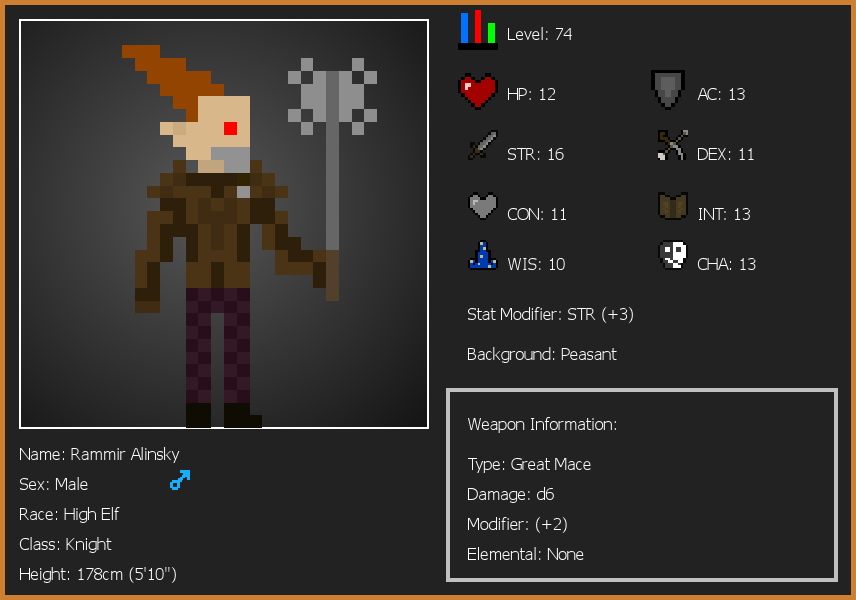 Level: 74
HP: 12
AC: 13
STR: 16
DEX: 11
CON: 11
INT: 13
WIS: 10
CHA: 13
Stat Modifier: STR (+3)
Background: Peasant
Weapon Information:
Type: Great Mace
Damage: d6
Modifier: (+2)
Elemental: None
Name: Rammir Alinsky
Sex: Male
Race: High Elf
Class: Knight
Height: 178cm (5'10")